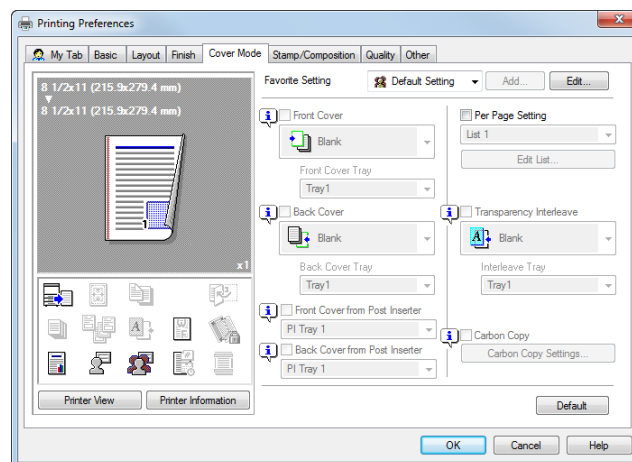 Printing Preferences
My Tab Basic Layout Finish Cover Mode Stamp/Composition Quality Other
8 1/2x11 (215.9x279.4 mm)
8 1/2x11 (215.9x279.4 mm)
1
x1
Favorite Setting Default Setting Add... Edit...
Front Cover
Blank
Front Cover Tray
Tray1
Per Page Setting
List 1
Edit List...
Back Cover
Blank
Back Cover Tray
Tray1
Transparency Interleave
Blank
Interleave Tray
Tray1
Front Cover from Post Inserter
PI Tray 1
Back Cover from Post Inserter
PI Tray 1
Carbon Copy
Carbon Copy Settings...
Printer View Printer Information
Default
OK Cancel Help